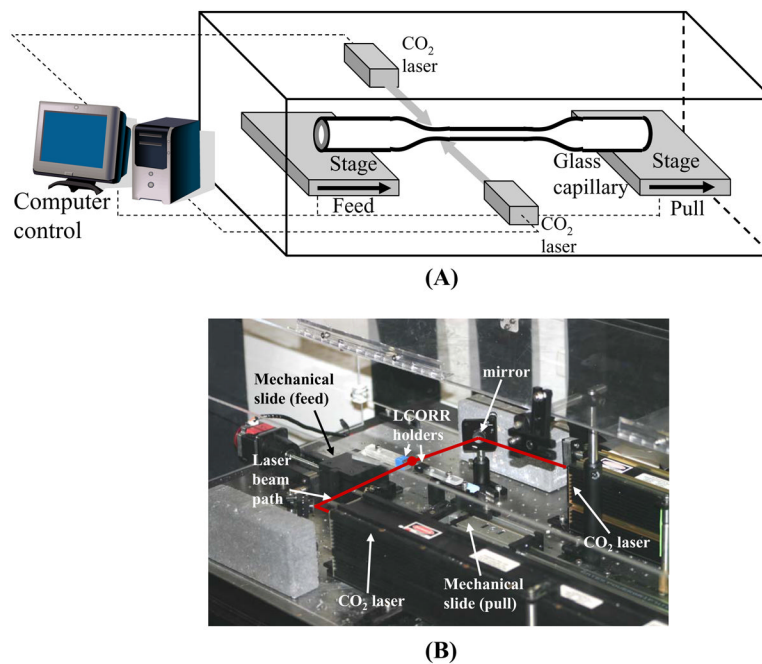 CO2
laser
Stage
Feed
Glass
capillary
Stage
Pull
Computer
control
CO2
laser
(A)
Mechanical
slide (feed)
mirror
LCORR
holders
Laser
beam
path
CO2 laser
CO2 laser
Mechanical
slide (pull)
(B)